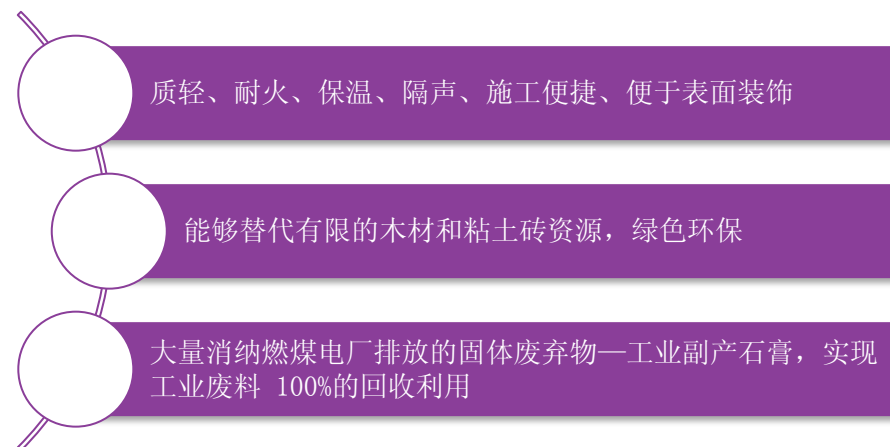 质轻、耐火、保温、隔声、施工便捷、便于表面装饰
能够替代有限的木材和粘土砖资源，绿色环保
大量消纳燃煤电厂排放的固体废弃物—工业副产石膏，实现
工业废料 100%的回收利用